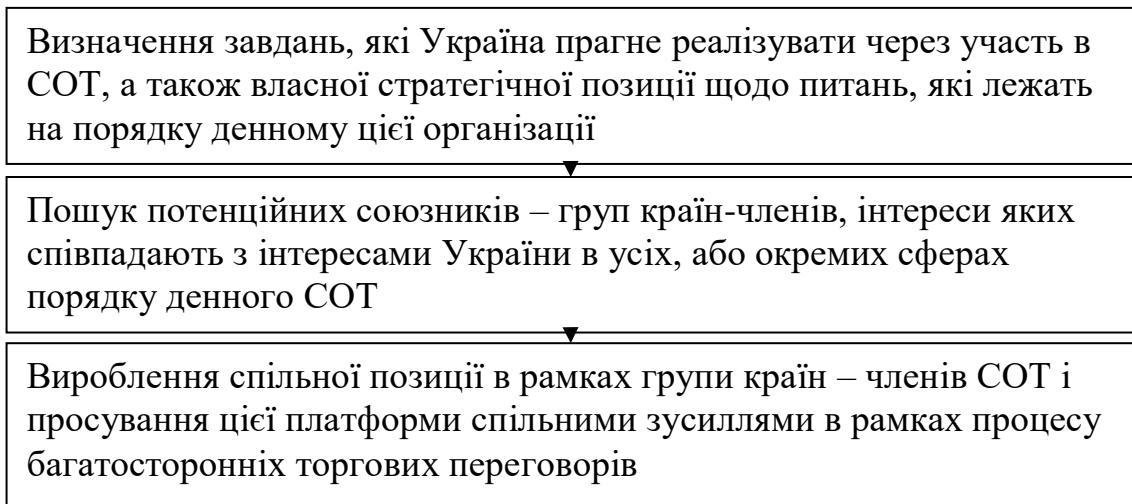 Визначення завдань, які Україна прагне реалізувати через участь в
СОТ, а також власної стратегічної позиції щодо питань, які лежать
на порядку денному цієї організації
Пошук потенційних союзників – груп країн-членів, інтереси яких
співпадають з інтересами України в усіх, або окремих сферах
порядку денного СОТ
Вироблення спільної позиції в рамках групи країн – членів СОТ і
просування цієї платформи спільними зусиллями в рамках процесу
багатосторонніх торгових переговорів